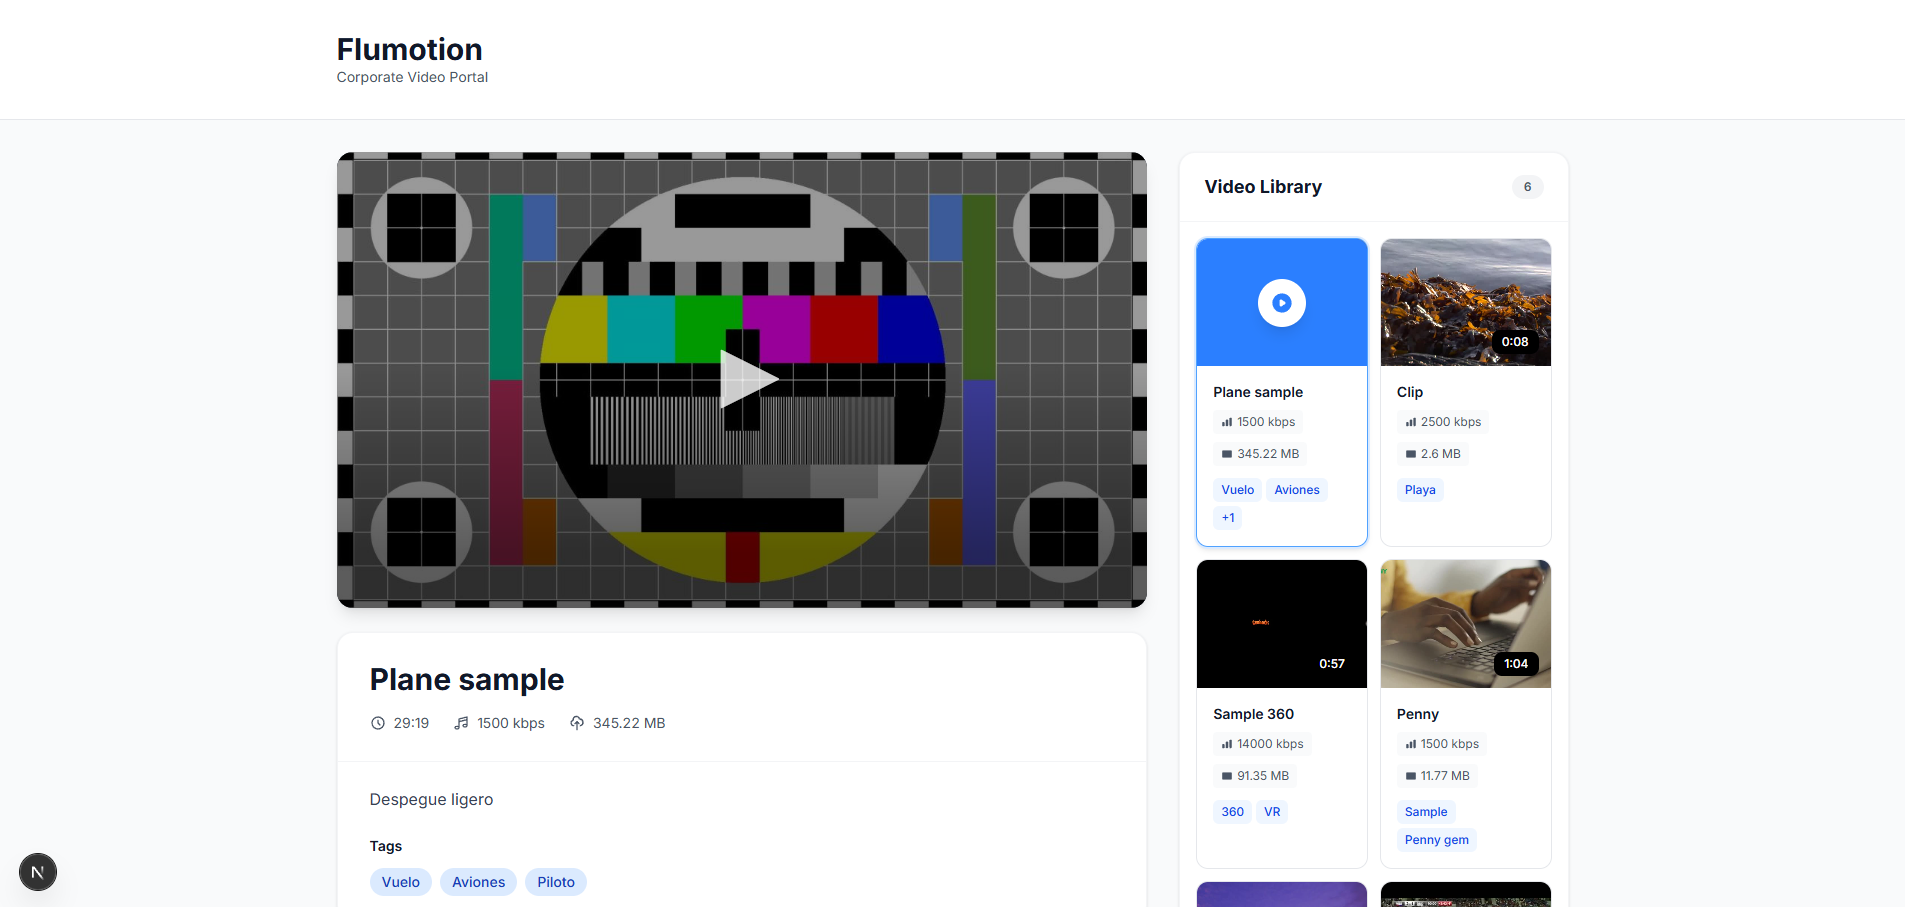 Flumotion
Corporate Video Portal
Plane sample
29:19 1500 kbps 345.22 MB
Despegue ligero
Tags
Vuelo Aviones Piloto
Video Library 6
Plane sample
1500 kbps
345.22 MB
Vuelo Aviones
+1
0:08
Clip
2500 kbps
2.6 MB
Playa
0:57
Sample 360
14000 kbps
91.35 MB
360 VR
1:04
Penny
1500 kbps
11.77 MB
Sample
Penny gem
N